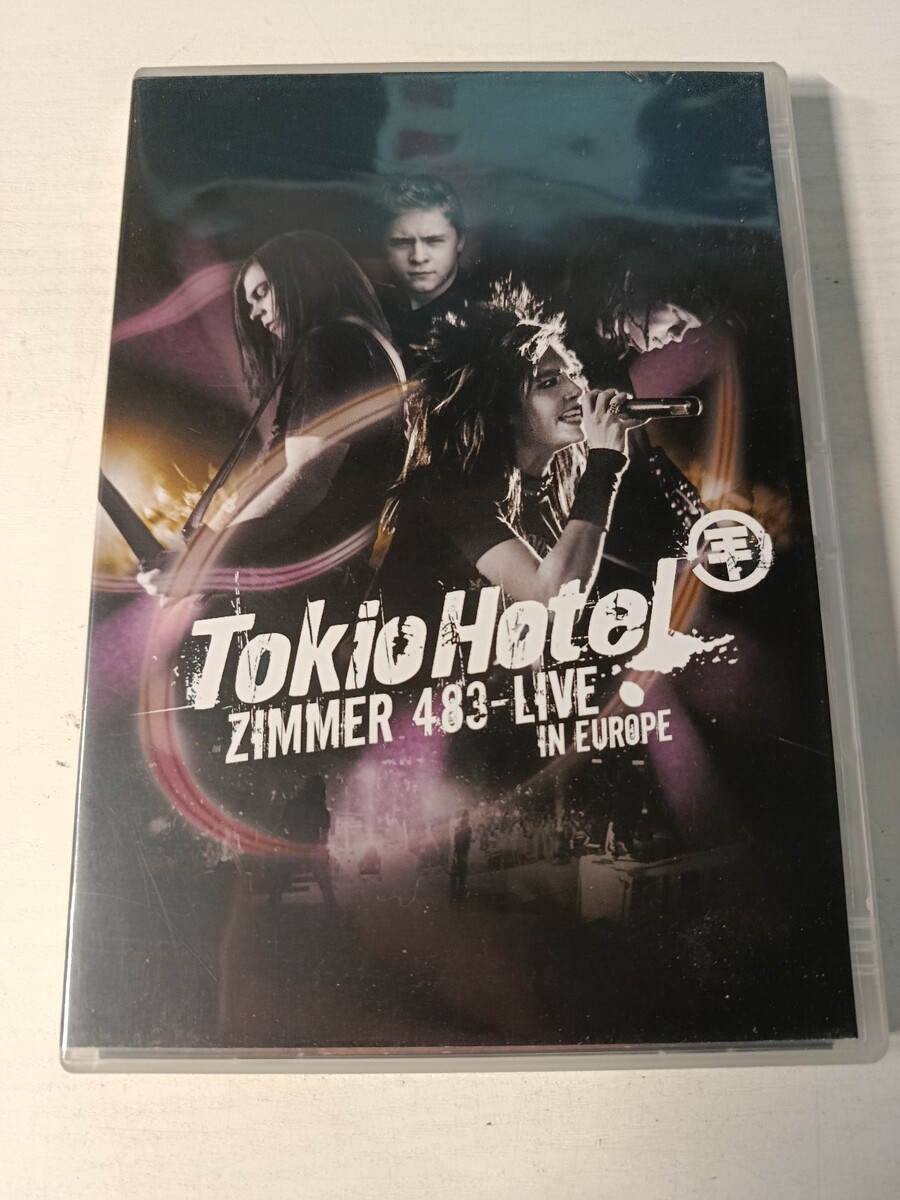 Tokio Hotel
ZIMMER 483-LIVE
IN EUROPE